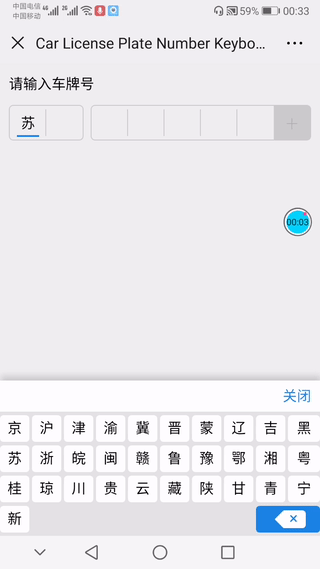 中国电信 4G 2G 59% 00:33
中国移动
Car License Plate Number Keybo...
请输入车牌号
苏
00:03
关闭
京 沪 津 渝 冀 晋 蒙 辽 吉 黑
苏 浙 皖 闽 赣 鲁 豫 鄂 湘 粤
桂 琼 川 贵 云 藏 陕 甘 青 宁
新